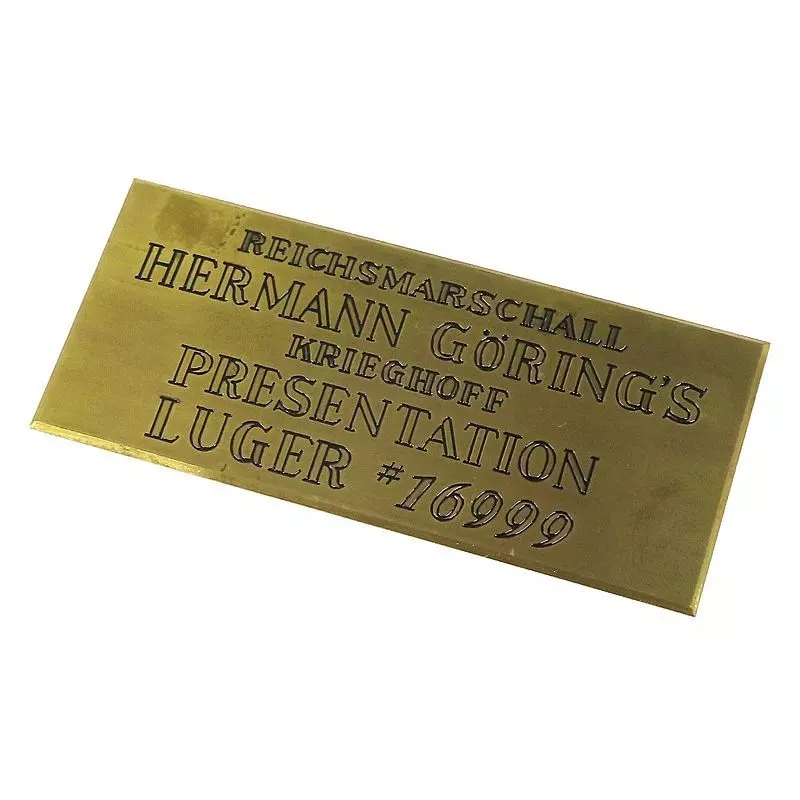 REICHSMARSCHALL
HERMANN GÖRING'S
KRIEGHOFF
PRESENTATION
LUGER #16999